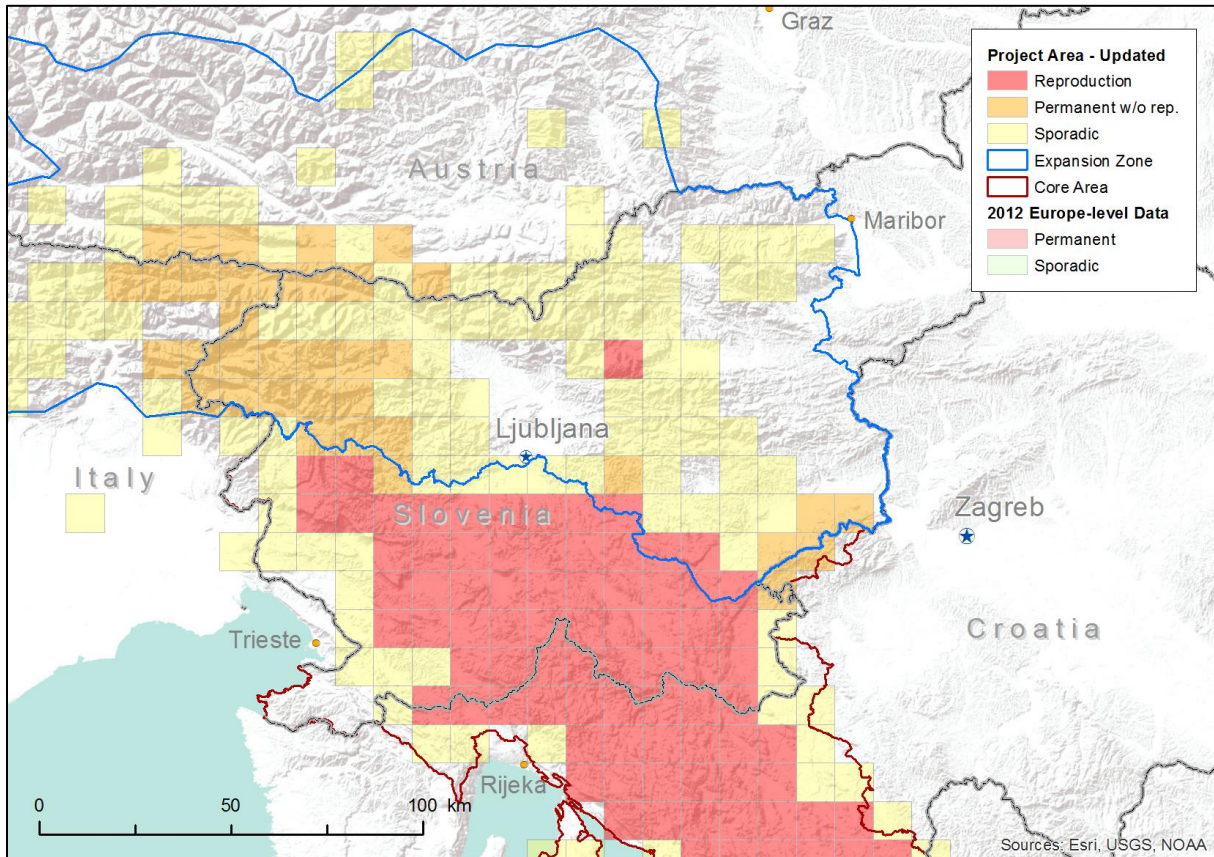 Graz
Project Area - Updated
Reproduction
Permanent w/o rep.
Sporadic
Expansion Zone
Core Area
2012 Europe-level Data
Permanent
Sporadic
Austria
Maribor
Ljubljana
Italy
Slovenia
Zagreb
Croatia
Trieste
Rijeka
0 50 100 km
Sources: Esri, USGS, NOAA